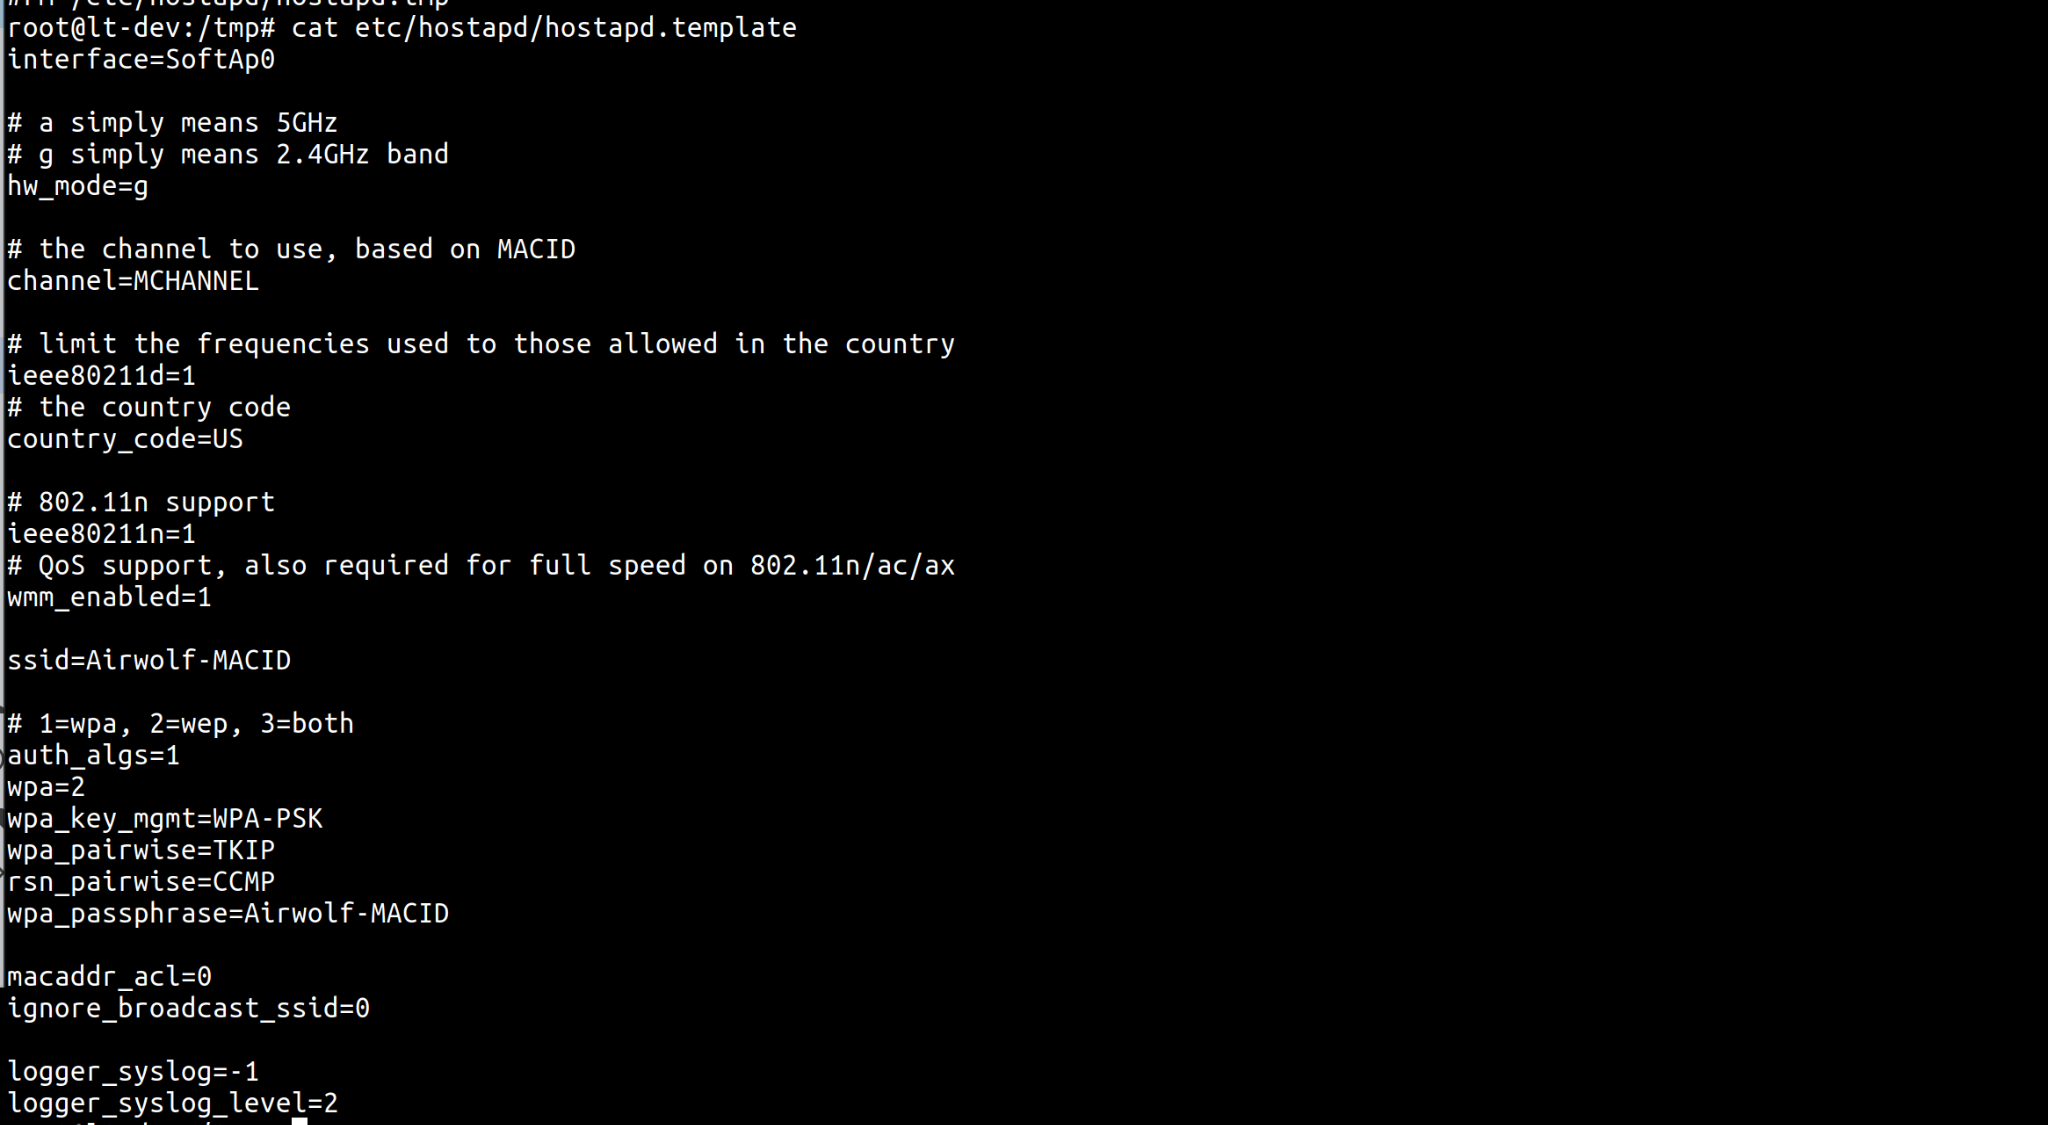 #rm /etc/hostapd/hostapd.tmp
root@lt-dev:/tmp# cat etc/hostapd/hostapd.template
interface=SoftAp0

# a simply means 5GHz
# g simply means 2.4GHz band
hw_mode=g

# the channel to use, based on MACID
channel=MCHANNEL

# limit the frequencies used to those allowed in the country
ieee80211d=1
# the country code
country_code=US

# 802.11n support
ieee80211n=1
# QoS support, also required for full speed on 802.11n/ac/ax
wmm_enabled=1

ssid=Airwolf-MACID

# 1=wpa, 2=wep, 3=both
auth_algs=1
wpa=2
wpa_key_mgmt=WPA-PSK
wpa_pairwise=TKIP
rsn_pairwise=CCMP
wpa_passphrase=Airwolf-MACID

macaddr_acl=0
ignore_broadcast_ssid=0

logger_syslog=-1
logger_syslog_level=2